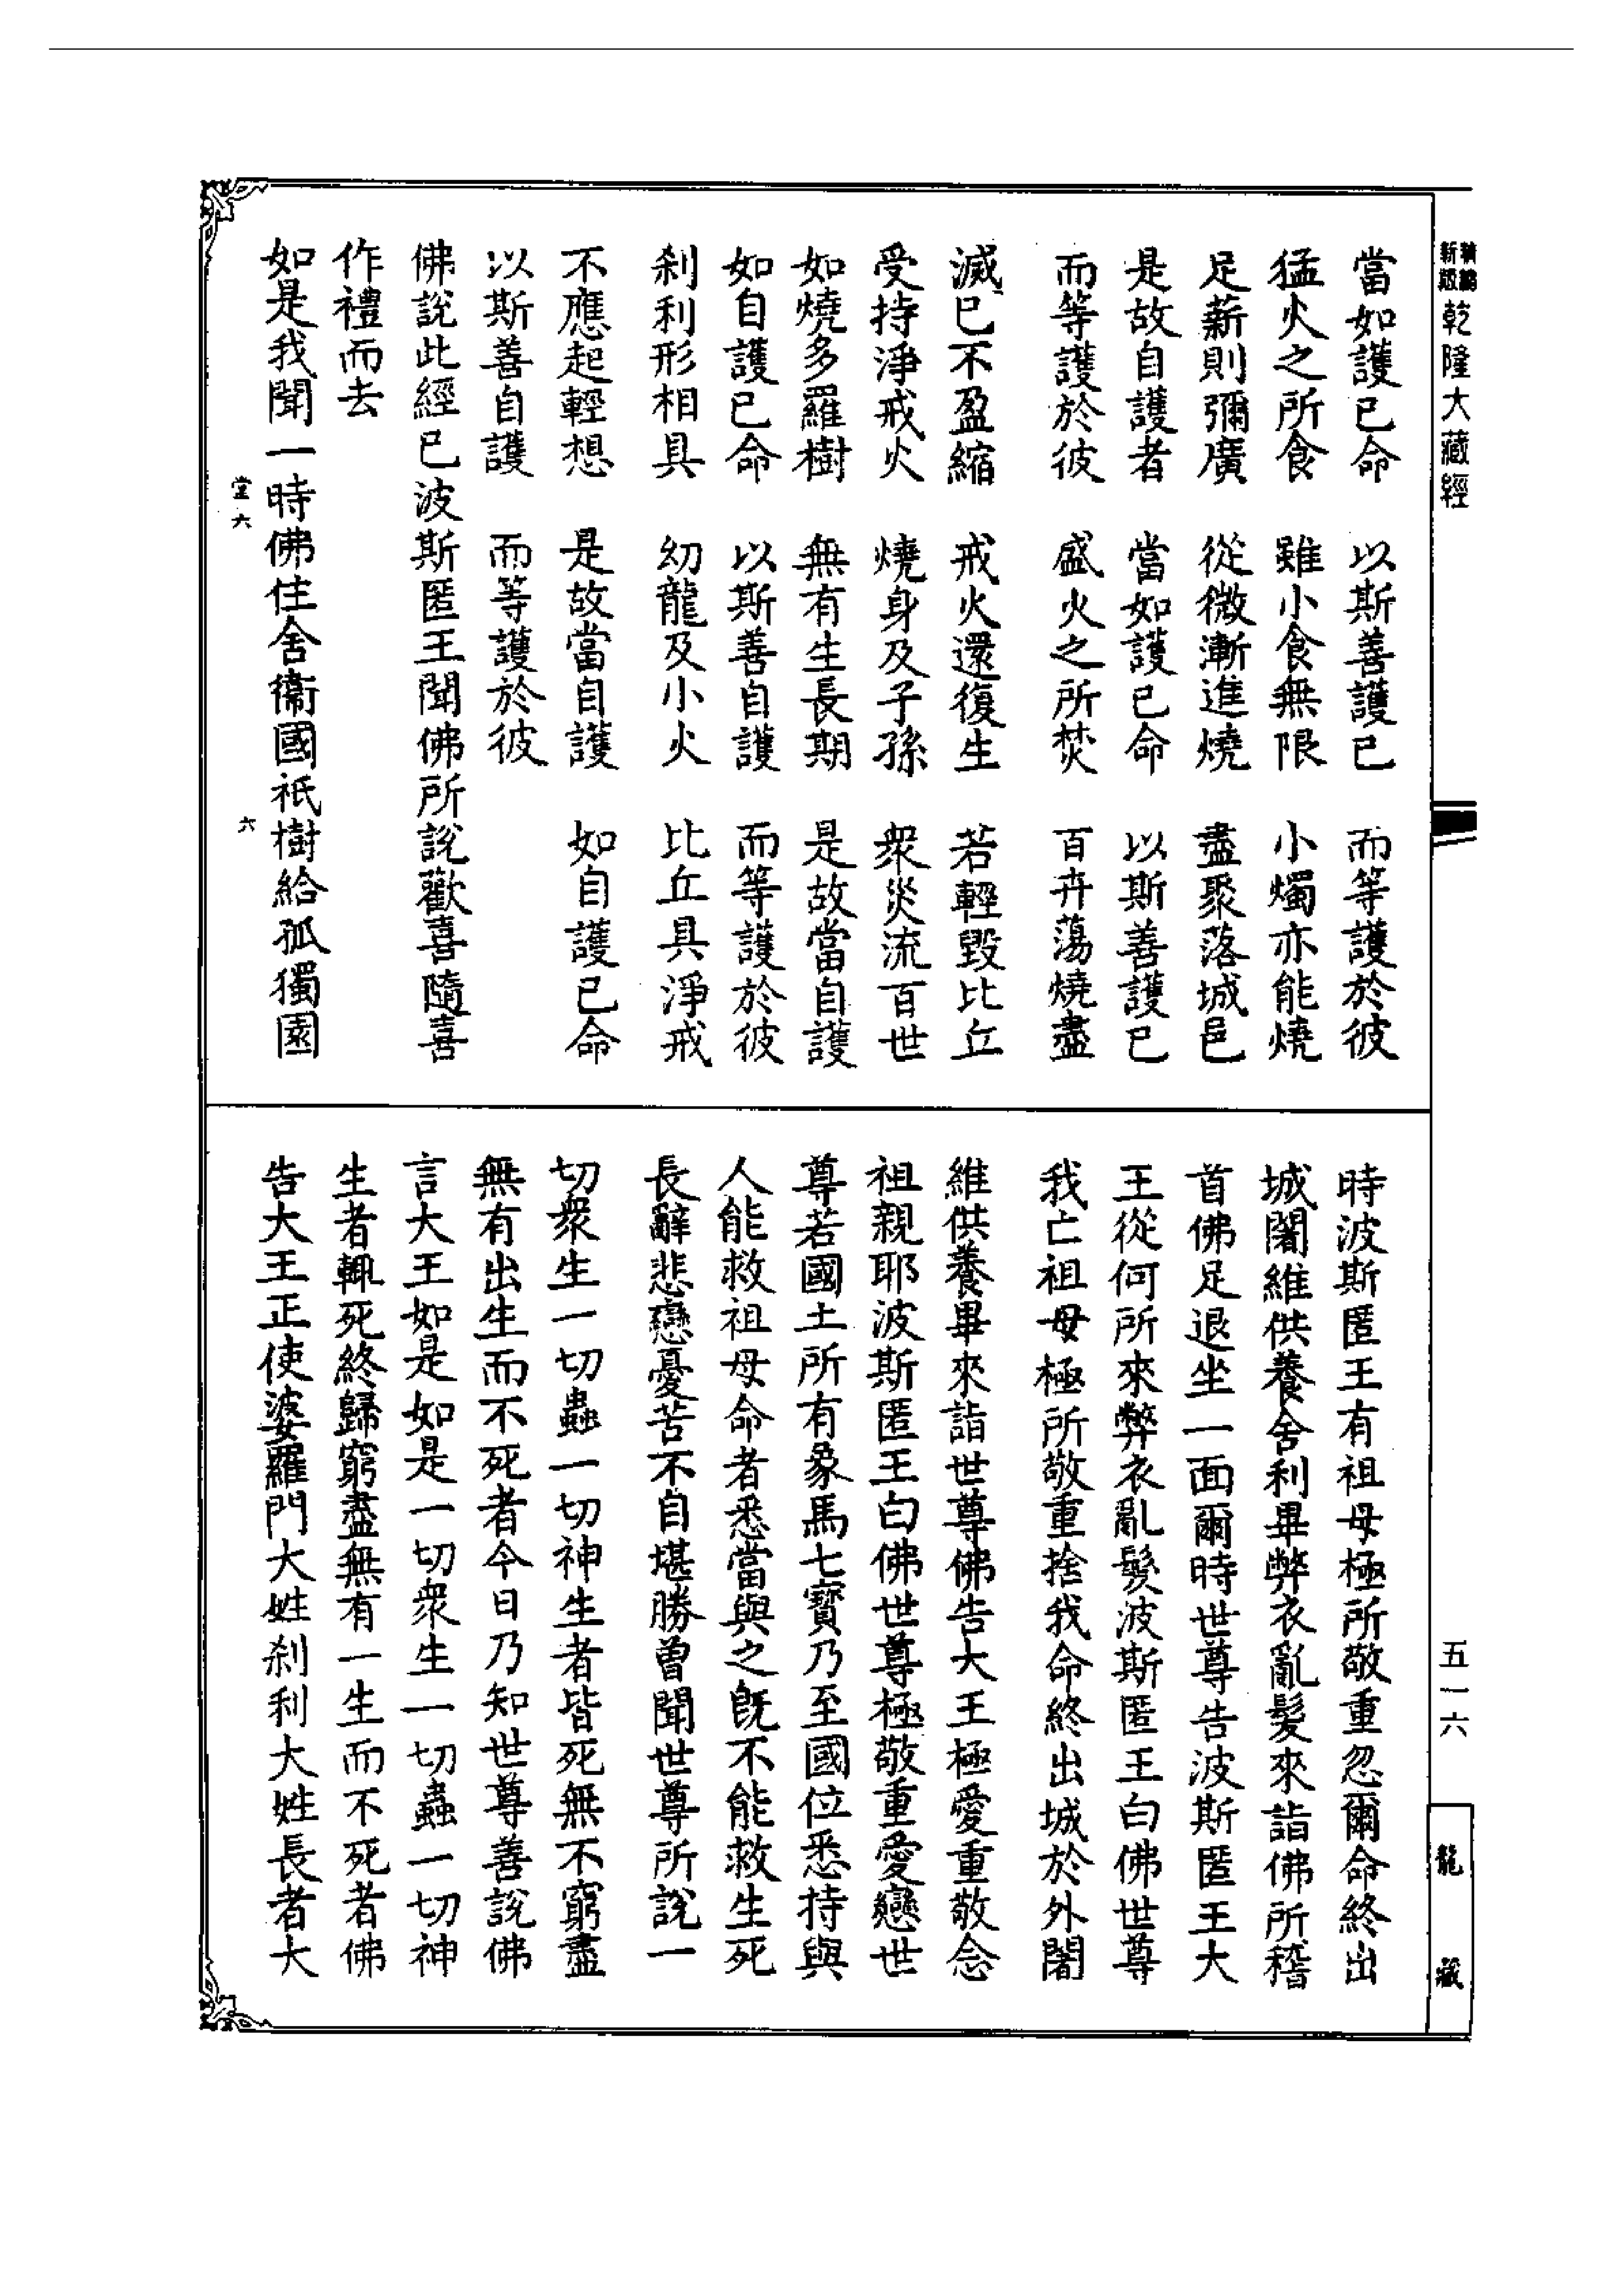 新縮
精縮乾隆大藏經
當如護己命　以斯善護己　而等護於彼
猛火之所食　雖小食無限　小燭亦能燒
足薪則彌廣　從微漸進燒　盡聚落城邑
是故自護者　當如護己命　以斯善護己
而等護於彼　盛火之所焚　百卉蕩燒盡
滅已不盈縮　戒火還復生　若輕毀比丘
受持淨戒火　燒身及子孫　衆災流百世
如燒多羅樹　無有生長期　是故當自護
如自護己命　以斯善自護　而等護於彼
剎利形相具　幼龍及小火　比丘具淨戒
不應起輕想　是故當自護　如自護己命
以斯善自護　而等護於彼
佛說此經已波斯匿王聞佛所說歡喜隨喜
作禮而去
如是我聞一時佛住舍衞國祇樹給孤獨園
堂六　六
時波斯匿王有祖母極所敬重忽爾命終出
城闍維供養舍利畢弊衣亂髮來詣佛所稽
首佛足退坐一面爾時世尊告波斯匿王大
王從何所來弊衣亂髮波斯匿王白佛世尊
我亡祖母極所敬重捨我命終出城於外闍
維供養畢來詣世尊佛告大王極愛重敬念
祖親耶波斯匿王白佛世尊極敬重愛戀世
尊若國土所有象馬七寶乃至國位悉持與
人能救祖母命者悉當與之旣不能救生死
長辭悲戀憂苦不自堪勝曾聞世尊所說一
切衆生一切蟲一切神生者皆死無不窮盡
無有出生而不死者今日乃知世尊善說佛
言大王如是如是一切衆生一切蟲一切神
生者輒死終歸窮盡無有一生而不死者佛
告大王正使婆羅門大姓剎利大姓長者大
五一六
龍藏